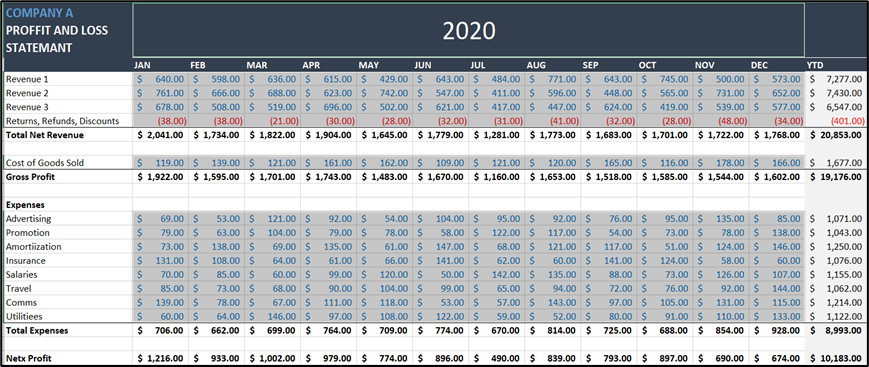 COMPANY A
PROFFIT AND LOSS
STATEMANT
2020
JAN FEB MAR APR MAY JUN JUL AUG SEP OCT NOV DEC YTD
Revenue 1 $ 640.00 $ 598.00 $ 636.00 $ 615.00 $ 429.00 $ 643.00 $ 484.00 $ 771.00 $ 643.00 $ 745.00 $ 500.00 $ 573.00 $ 7,277.00
Revenue 2 $ 761.00 $ 666.00 $ 688.00 $ 623.00 $ 742.00 $ 547.00 $ 411.00 $ 596.00 $ 448.00 $ 565.00 $ 731.00 $ 652.00 $ 7,430.00
Revenue 3 $ 678.00 $ 508.00 $ 519.00 $ 696.00 $ 502.00 $ 621.00 $ 417.00 $ 447.00 $ 624.00 $ 419.00 $ 539.00 $ 577.00 $ 6,547.00
Returns, Refunds, Discounts (38.00) (38.00) (21.00) (30.00) (28.00) (32.00) (31.00) (41.00) (32.00) (28.00) (48.00) (34.00) (401.00)
Total Net Revenue $ 2,041.00 $ 1,734.00 $ 1,822.00 $ 1,904.00 $ 1,645.00 $ 1,779.00 $ 1,281.00 $ 1,773.00 $ 1,683.00 $ 1,701.00 $ 1,722.00 $ 1,768.00 $ 20,853.00
Cost of Goods Sold $ 119.00 $ 139.00 $ 121.00 $ 161.00 $ 162.00 $ 109.00 $ 121.00 $ 120.00 $ 165.00 $ 116.00 $ 178.00 $ 166.00 $ 1,677.00
Gross Profit $ 1,922.00 $ 1,595.00 $ 1,701.00 $ 1,743.00 $ 1,483.00 $ 1,670.00 $ 1,160.00 $ 1,653.00 $ 1,518.00 $ 1,585.00 $ 1,544.00 $ 1,602.00 $ 19,176.00
Expenses
Advertising $ 69.00 $ 53.00 $ 121.00 $ 92.00 $ 54.00 $ 104.00 $ 95.00 $ 92.00 $ 76.00 $ 95.00 $ 135.00 $ 85.00 $ 1,071.00
Promotion $ 79.00 $ 63.00 $ 104.00 $ 79.00 $ 78.00 $ 58.00 $ 122.00 $ 117.00 $ 54.00 $ 73.00 $ 78.00 $ 138.00 $ 1,043.00
Amortiization $ 73.00 $ 138.00 $ 69.00 $ 135.00 $ 61.00 $ 147.00 $ 68.00 $ 121.00 $ 117.00 $ 51.00 $ 124.00 $ 146.00 $ 1,250.00
Insurance $ 131.00 $ 108.00 $ 64.00 $ 61.00 $ 66.00 $ 141.00 $ 62.00 $ 60.00 $ 141.00 $ 124.00 $ 58.00 $ 60.00 $ 1,076.00
Salaries $ 70.00 $ 85.00 $ 60.00 $ 99.00 $ 120.00 $ 50.00 $ 142.00 $ 135.00 $ 88.00 $ 73.00 $ 126.00 $ 107.00 $ 1,155.00
Travel $ 85.00 $ 73.00 $ 68.00 $ 90.00 $ 104.00 $ 99.00 $ 65.00 $ 94.00 $ 72.00 $ 76.00 $ 92.00 $ 144.00 $ 1,062.00
Comms $ 139.00 $ 78.00 $ 67.00 $ 111.00 $ 118.00 $ 53.00 $ 57.00 $ 143.00 $ 97.00 $ 105.00 $ 131.00 $ 115.00 $ 1,214.00
Utilitiees $ 60.00 $ 64.00 $ 146.00 $ 97.00 $ 108.00 $ 122.00 $ 59.00 $ 52.00 $ 80.00 $ 91.00 $ 110.00 $ 133.00 $ 1,122.00
Total Expenses $ 706.00 $ 662.00 $ 699.00 $ 764.00 $ 709.00 $ 774.00 $ 670.00 $ 814.00 $ 725.00 $ 688.00 $ 854.00 $ 928.00 $ 8,993.00
Netx Profit $ 1,216.00 $ 933.00 $ 1,002.00 $ 979.00 $ 774.00 $ 896.00 $ 490.00 $ 839.00 $ 793.00 $ 897.00 $ 690.00 $ 674.00 $ 10,183.00